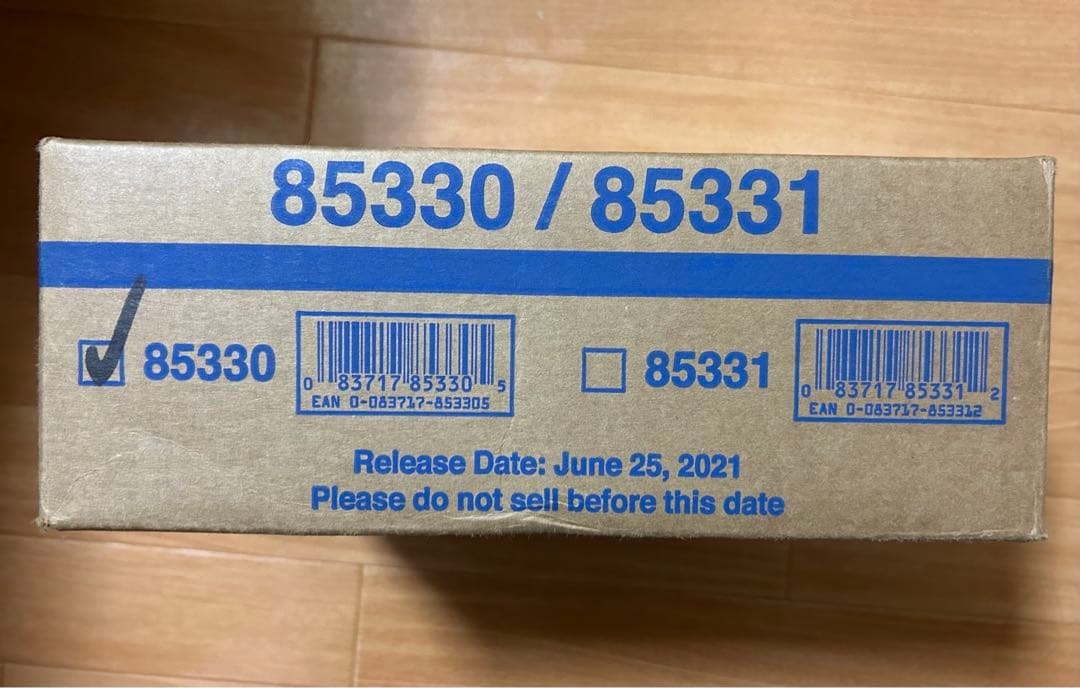 85330 / 85331
85330
0 83717 85330 5
EAN 0-083717-853305
85331
0 83717 85331 2
EAN 0-083717-853312
Release Date: June 25, 2021
Please do not sell before this date